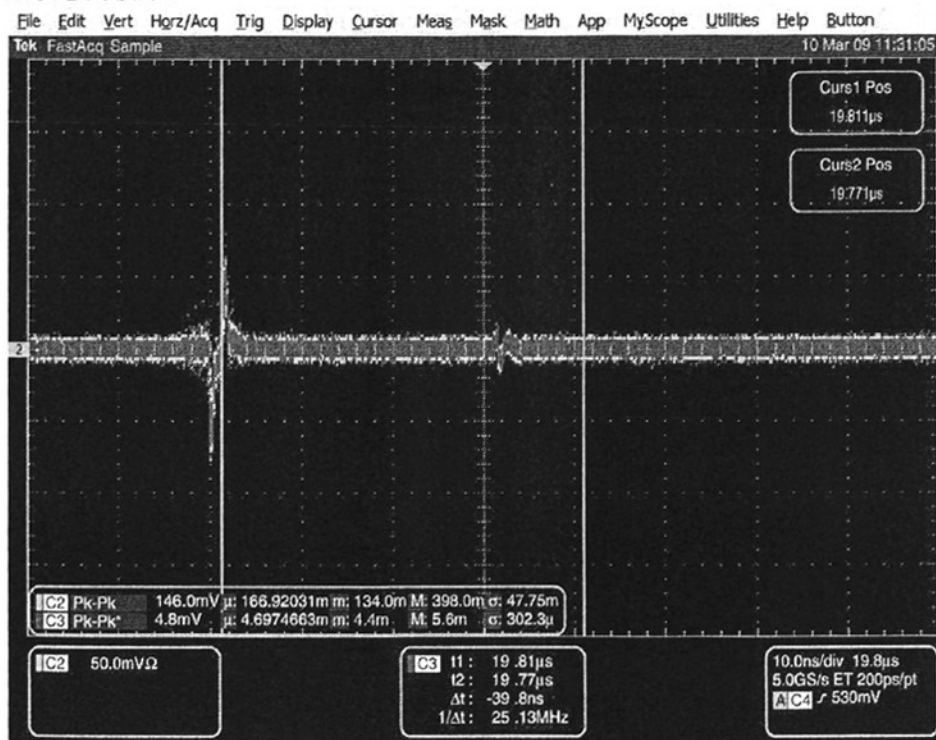 File Edit Vert Horz/Acq Trig Display Cursor Meas Mask Math App MyScope Utilities Help Button
Tek FastAcq Sample 10 Mar 09 11:31:05
Curs1 Pos
19.811µs
Curs2 Pos
19.771µs
2
C2 Pk-Pk 146.0mV µ: 166.92031m m: 134.0m M: 398.0m σ: 47.75m
C3 Pk-Pk* 4.8mV µ: 4.6974663m m: 4.4m M: 5.6m σ: 302.3µ
C2 50.0mVΩ
C3 t1: 19.81µs
t2: 19.77µs
Δt: -39.8ns
1/Δt: 25.13MHz
10.0ns/div 19.8µs
5.0GS/s ET 200ps/pt
A C4 ∫ 530mV